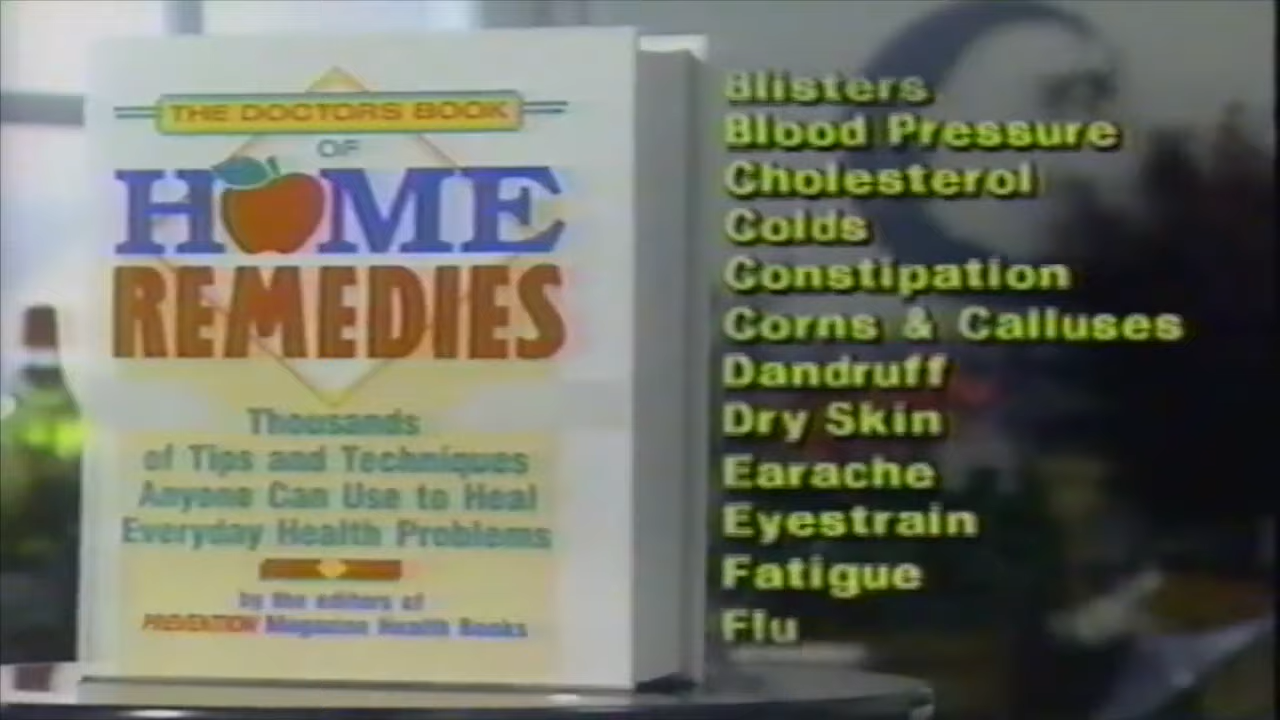 THE DOCTORS BOOK
OF
HOME
REMEDIES
Thousands
of Tips and Techniques
Anyone Can Use to Heal
Everyday Health Problems
by the editors of
PREVENTION Magazine Health Books
Blisters
Blood Pressure
Cholesterol
Colds
Constipation
Corns & Calluses
Dandruff
Dry Skin
Earache
Eyestrain
Fatigue
Flu